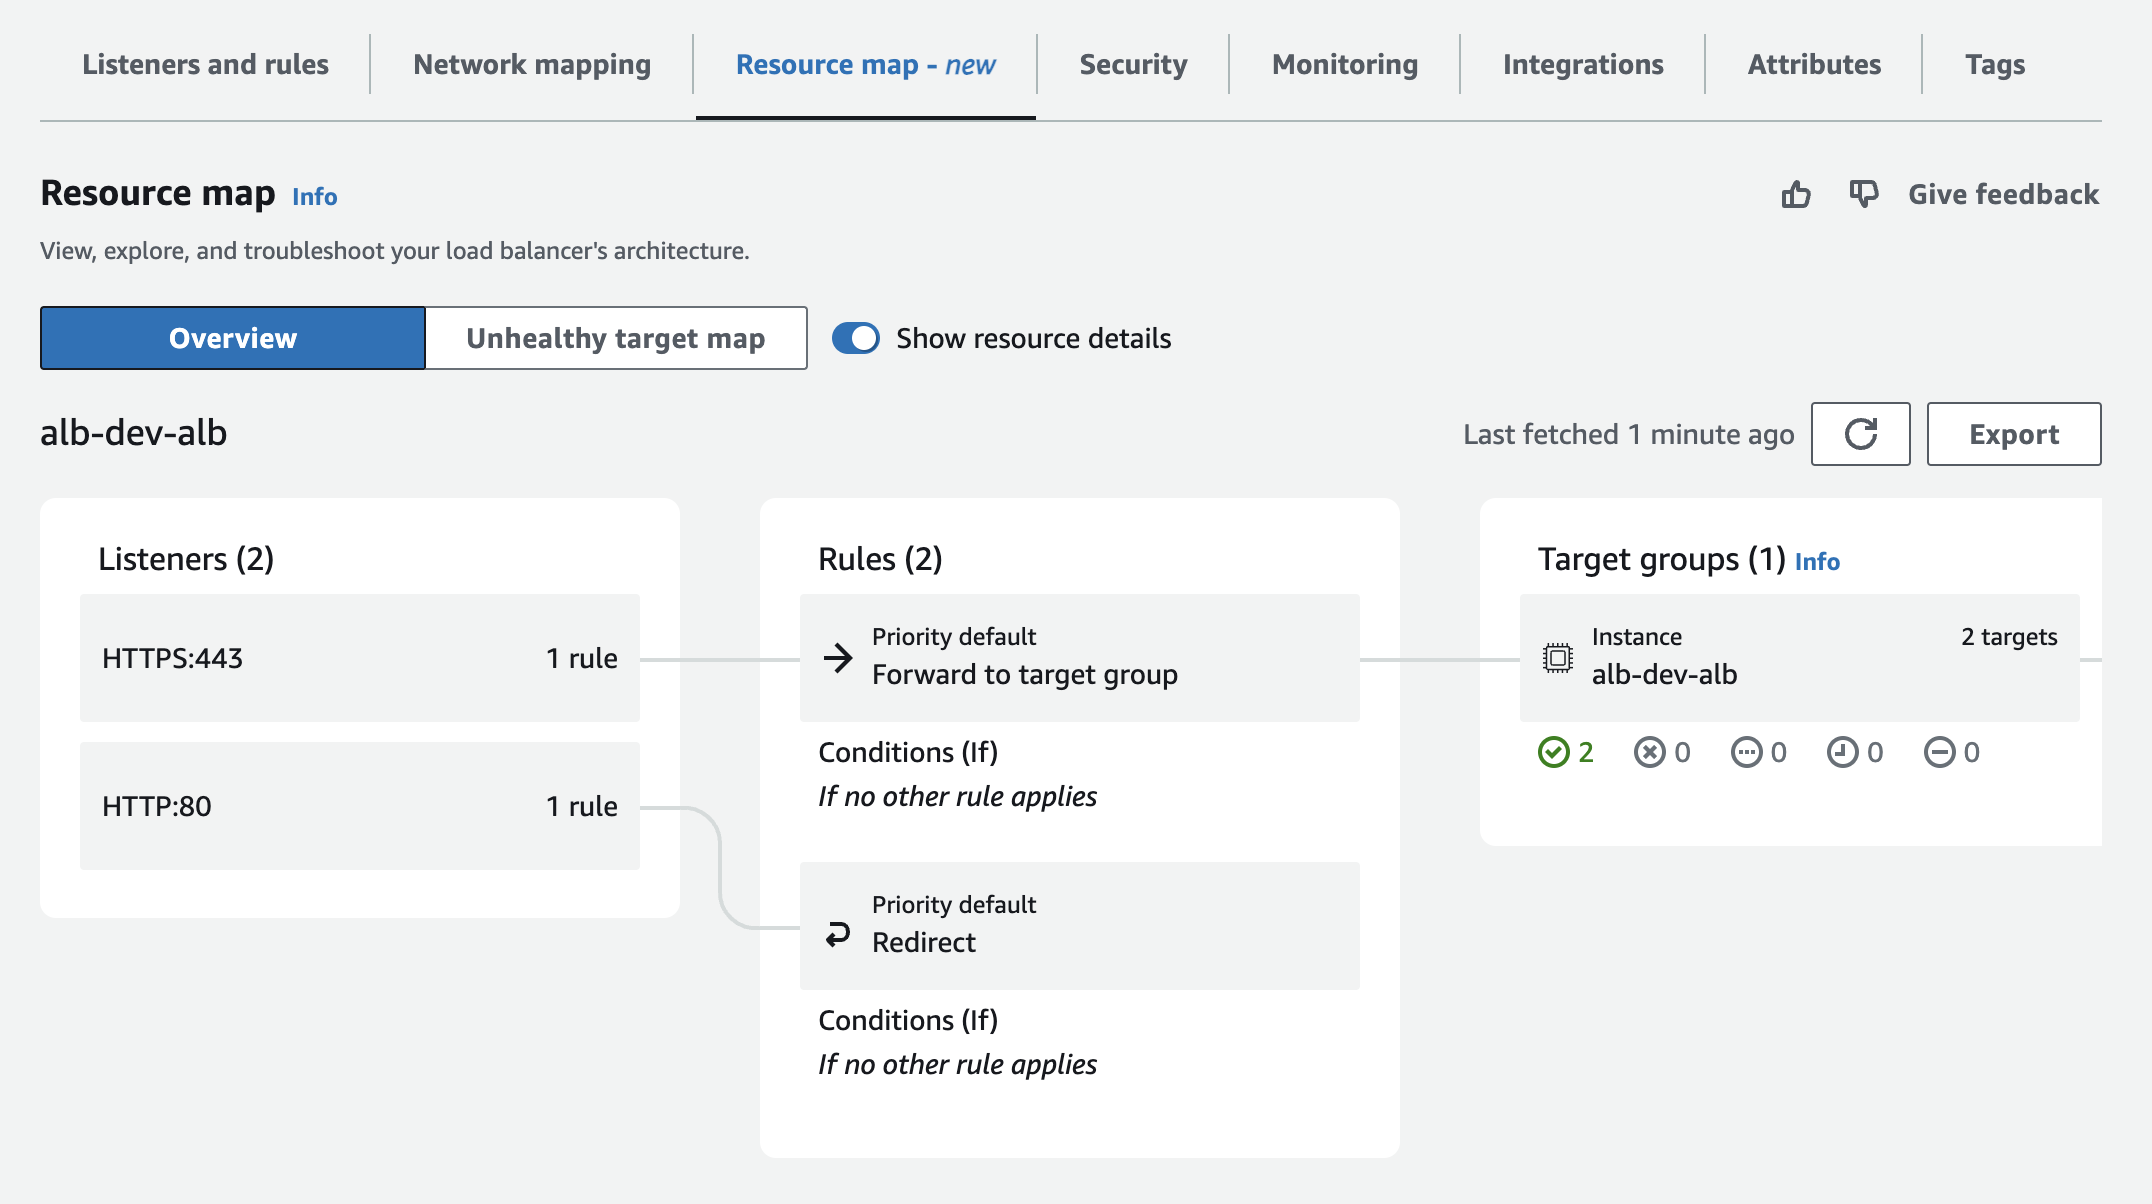 Listeners and rules
Network mapping
Resource map - new
Security
Monitoring
Integrations
Attributes
Tags
Resource map Info
Give feedback
View, explore, and troubleshoot your load balancer's architecture.
Overview
Unhealthy target map
Show resource details
alb-dev-alb
Last fetched 1 minute ago
Export
Listeners (2)
HTTPS:443 1 rule
HTTP:80 1 rule
Rules (2)
Priority default
Forward to target group
Conditions (If)
If no other rule applies
Priority default
Redirect
Conditions (If)
If no other rule applies
Target groups (1) Info
Instance 2 targets
alb-dev-alb
2 0 0 0 0